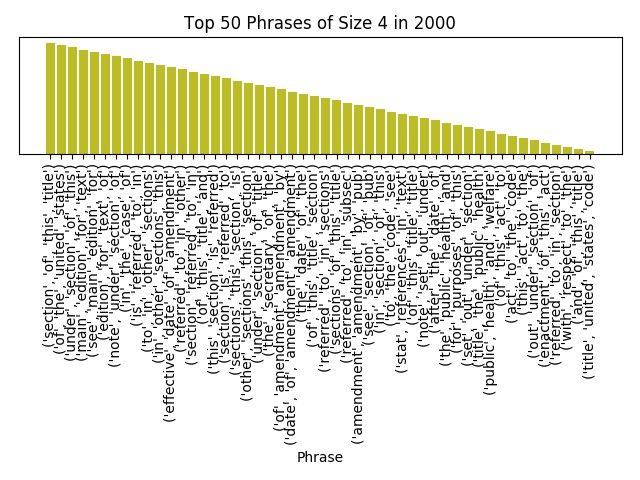 Top 50 Phrases of Size 4 in 2000
('section', 'of', 'this', 'title')
('of', 'the', 'united', 'states')
('under', 'section', 'of', 'this')
('main', 'edition', 'for', 'text')
('see', 'main', 'edition', 'for')
('edition', 'for', 'text', 'of')
('note', 'under', 'section', 'of')
('in', 'the', 'case', 'of')
('is', 'referred', 'to', 'in')
('to', 'in', 'other', 'sections')
('in', 'other', 'sections', 'this')
('effective', 'date', 'of', 'amendment')
('referred', 'to', 'in', 'other')
('section', 'referred', 'to', 'in')
('of', 'this', 'title', 'and')
('this', 'section', 'is', 'referred')
('section', 'is', 'referred', 'to')
('sections', 'this', 'section', 'is')
('other', 'sections', 'this', 'section')
('under', 'section', 'of', 'title')
('the', 'secretary', 'of', 'the')
('of', 'amendment', 'amendment', 'by')
('date', 'of', 'amendment', 'amendment')
('the', 'date', 'of', 'the')
('of', 'this', 'title', 'section')
('referred', 'to', 'in', 'sections')
('sections', 'of', 'this', 'title')
('referred', 'to', 'in', 'subsec')
('amendment', 'amendment', 'by', 'pub')
('see', 'section', 'of', 'pub')
('in', 'section', 'of', 'this')
('to', 'the', 'code', 'see')
('stat', 'references', 'in', 'text')
('of', 'this', 'title', 'title')
('note', 'set', 'out', 'under')
('after', 'the', 'date', 'of')
('the', 'public', 'health', 'and')
('for', 'purposes', 'of', 'this')
('set', 'out', 'under', 'section')
('title', 'the', 'public', 'health')
('public', 'health', 'and', 'welfare')
('of', 'this', 'act', 'to')
('act', 'to', 'the', 'code')
('this', 'act', 'to', 'the')
('out', 'under', 'section', 'of')
('enactment', 'of', 'this', 'act')
('referred', 'to', 'in', 'section')
('with', 'respect', 'to', 'the')
('and', 'of', 'this', 'title')
('title', 'united', 'states', 'code')
Phrase